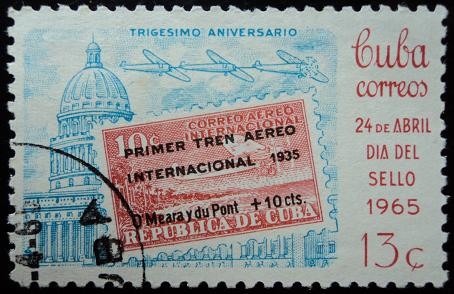 TRIGESIMO ANIVERSARIO
Cuba
correos
24 DE ABRIL
DIA DEL
SELLO
1965
13¢
CORREO AEREO
INTERNACIONAL
10¢
PRIMER TREN AEREO
INTERNACIONAL 1935
O'Meara y du Pont +10 cts.
REPUBLICA DE CUBA